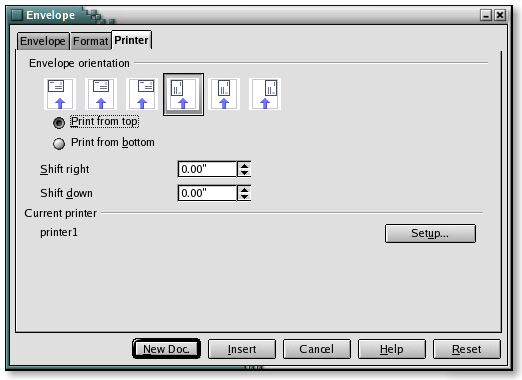 Envelope
Envelope Format Printer
Envelope orientation
Print from top
Print from bottom
Shift right 0.00"
Shift down 0.00"
Current printer
printer1 Setup...
New Doc. Insert Cancel Help Reset